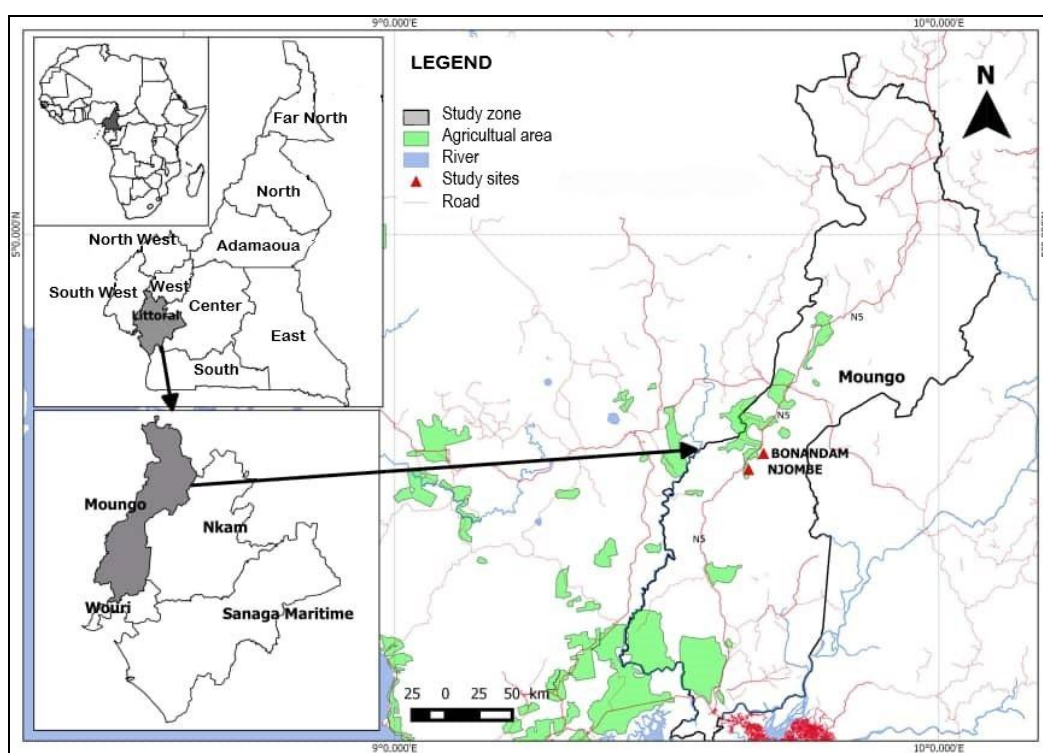 9°0.000'E
10°0.000'E
LEGEND
Study zone
Agricultual area
River
Study sites
Road
N
5°0.000'N
Far North
North
North West
Adamaoua
West
South West
Center
Littoral
East
South
N5
Moungo
N5
BONANDAM
NJOMBE
N5
Moungo
Nkam
Wouri
Sanaga Maritime
25 0 25 50 km
9°0.000'E
10°0.000'E